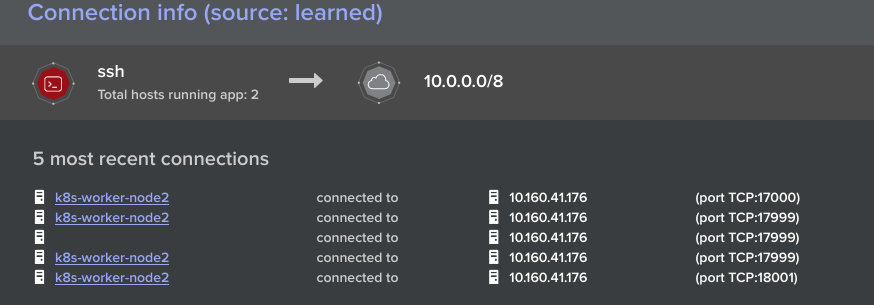 Connection info (source: learned)
ssh
Total hosts running app: 2
10.0.0.0/8
5 most recent connections
k8s-worker-node2 connected to 10.160.41.176 (port TCP:17000)
k8s-worker-node2 connected to 10.160.41.176 (port TCP:17999)
connected to 10.160.41.176 (port TCP:17999)
k8s-worker-node2 connected to 10.160.41.176 (port TCP:17999)
k8s-worker-node2 connected to 10.160.41.176 (port TCP:18001)